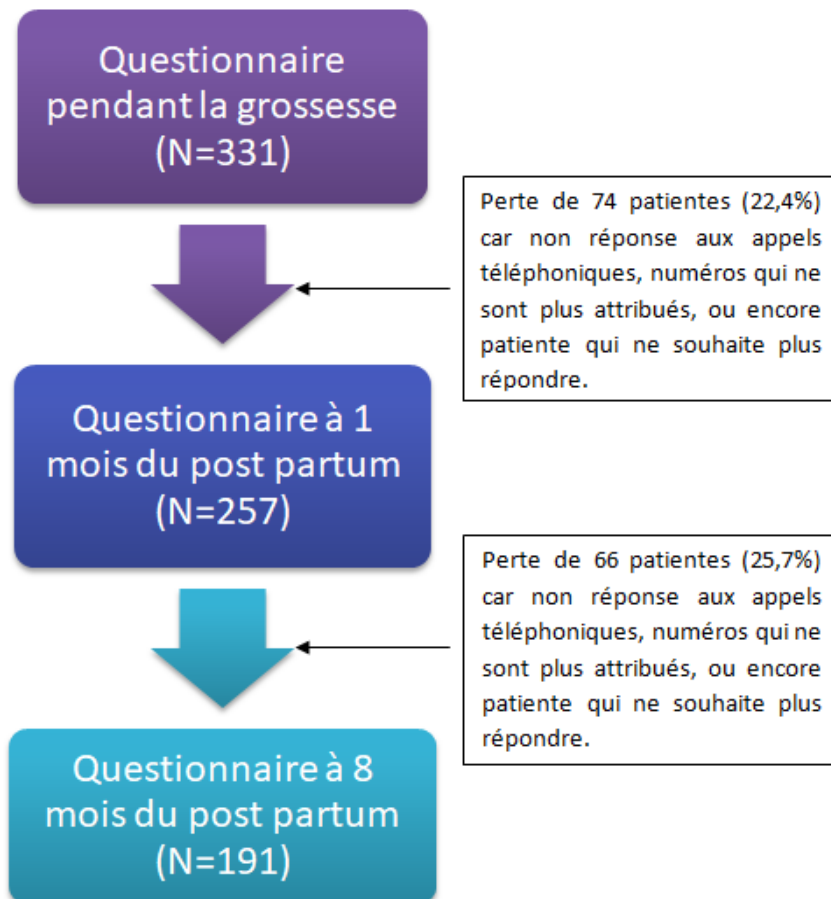 Questionnaire
pendant la grossesse
(N=331)
Perte de 74 patientes (22,4%)
car non réponse aux appels
téléphoniques, numéros qui ne
sont plus attribués, ou encore
patiente qui ne souhaite plus
répondre.
Questionnaire à 1
mois du post partum
(N=257)
Perte de 66 patientes (25,7%)
car non réponse aux appels
téléphoniques, numéros qui ne
sont plus attribués, ou encore
patiente qui ne souhaite plus
répondre.
Questionnaire à 8
mois du post partum
(N=191)